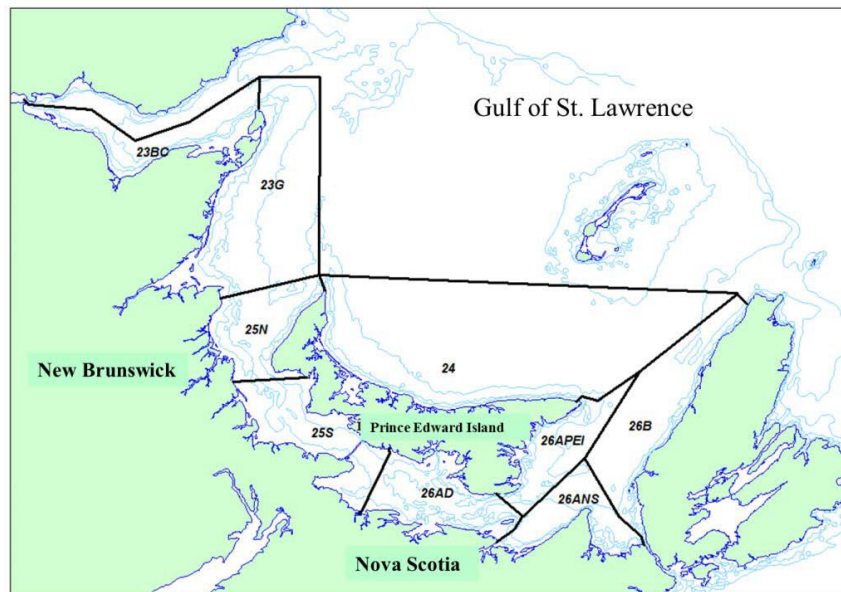 Gulf of St. Lawrence
23BC
23G
25N
New Brunswick
24
25S
Prince Edward Island
26APEI
26B
26AD
26ANS
Nova Scotia